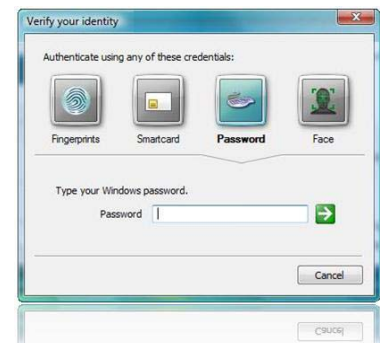 Verify your identity
Authenticate using any of these credentials:
Fingerprints Smartcard Password Face
Type your Windows password.
Password
Cancel
Cancel